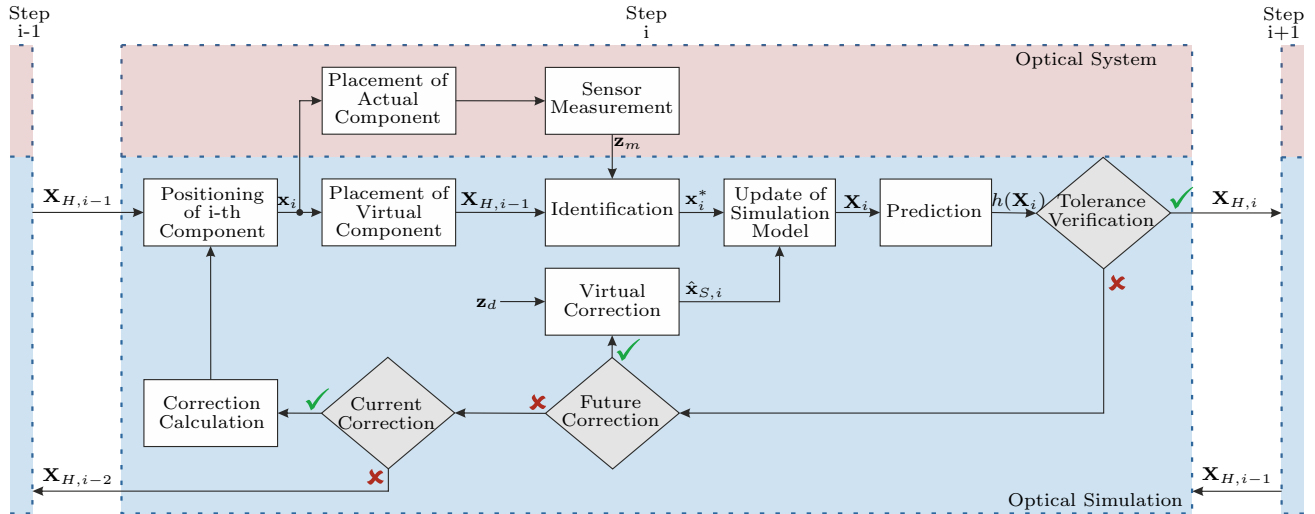 Step
i-1
Step
i
Step
i+1
Optical System
Placement of
Actual
Component
Sensor
Measurement
z_m
X_{H,i-1}
Positioning
of i-th
Component
x_i
Placement of
Virtual
Component
X_{H,i-1}
Identification
x_i^*
Update of
Simulation
Model
X_i
Prediction
h(X_i)
Tolerance
Verification
X_{H,i}
z_d
Virtual
Correction
x̂_{S,i}
Correction
Calculation
Current
Correction
Future
Correction
X_{H,i-2}
X_{H,i-1}
Optical Simulation